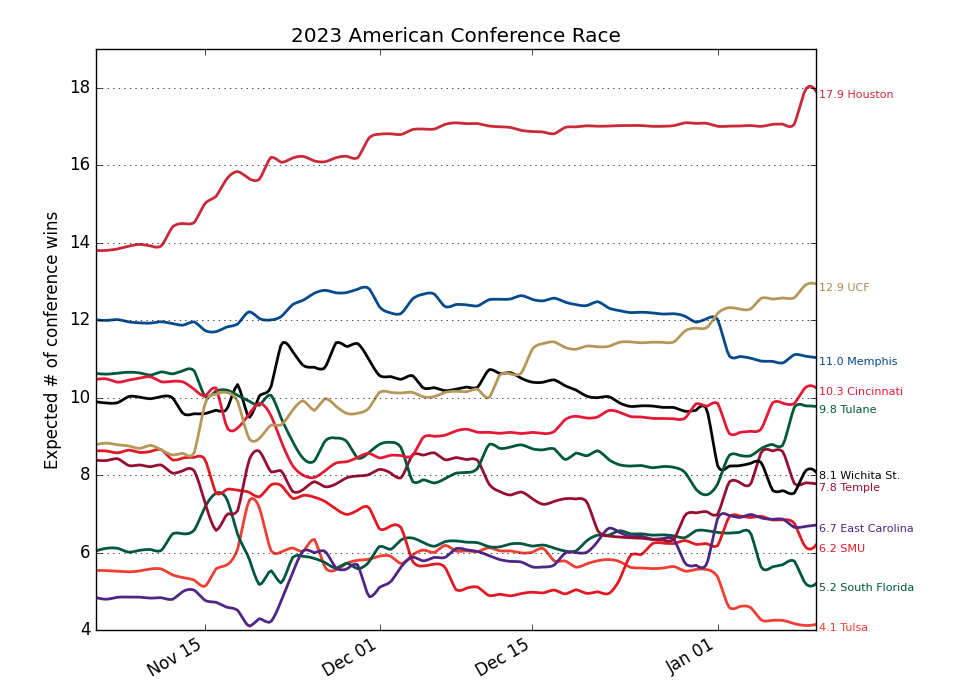 2023 American Conference Race
Expected # of conference wins
18
16
14
12
10
8
6
4
Nov 15
Dec 01
Dec 15
Jan 01
17.9 Houston
12.9 UCF
11.0 Memphis
10.3 Cincinnati
9.8 Tulane
8.1 Wichita St.
7.8 Temple
6.7 East Carolina
6.2 SMU
5.2 South Florida
4.1 Tulsa